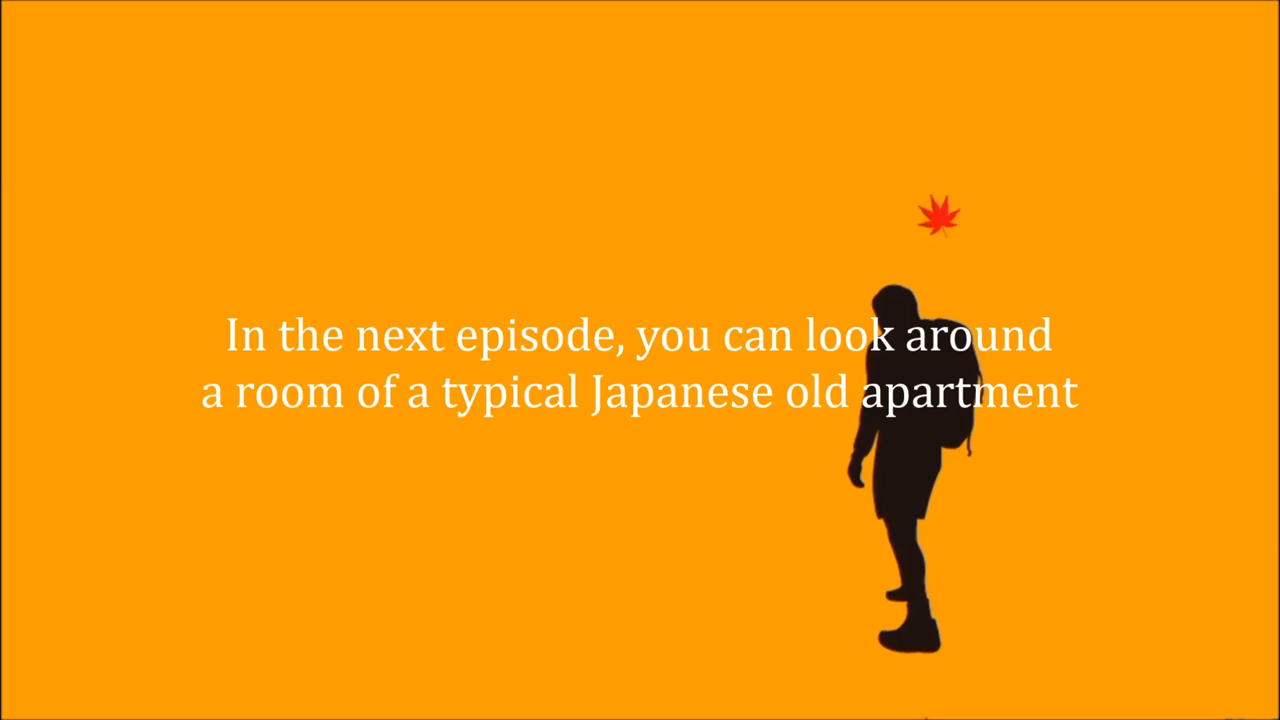 In the next episode, you can look around
a room of a typical Japanese old apartment